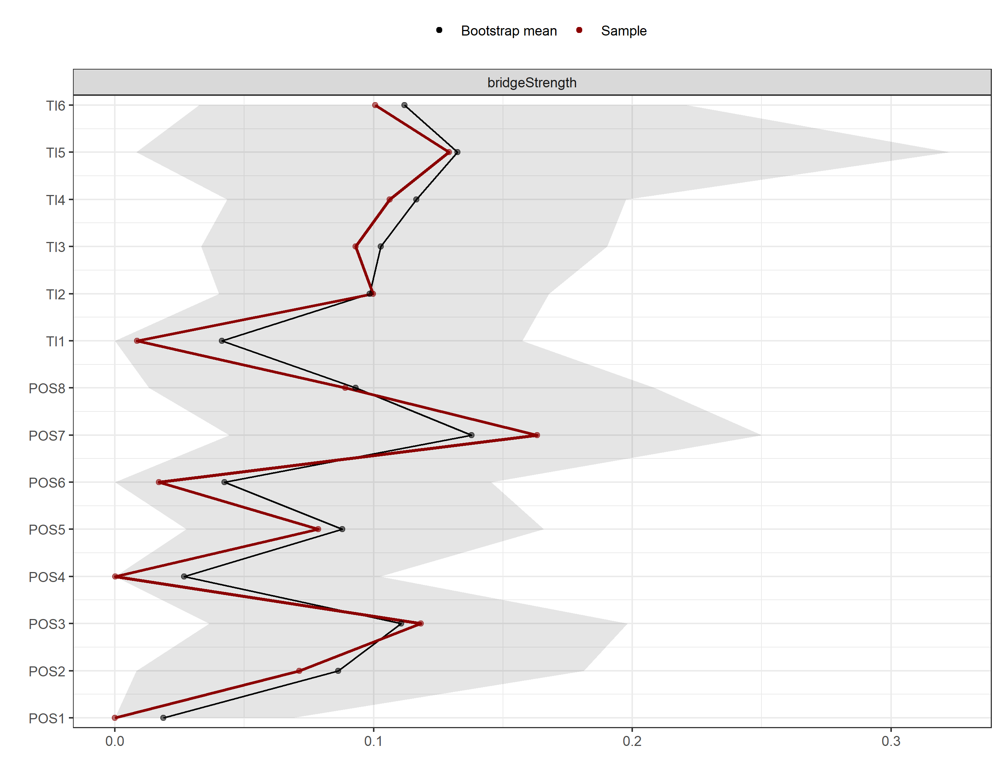 Bootstrap mean Sample
bridgeStrength
TI6
TI5
TI4
TI3
TI2
TI1
POS8
POS7
POS6
POS5
POS4
POS3
POS2
POS1
0.0 0.1 0.2 0.3